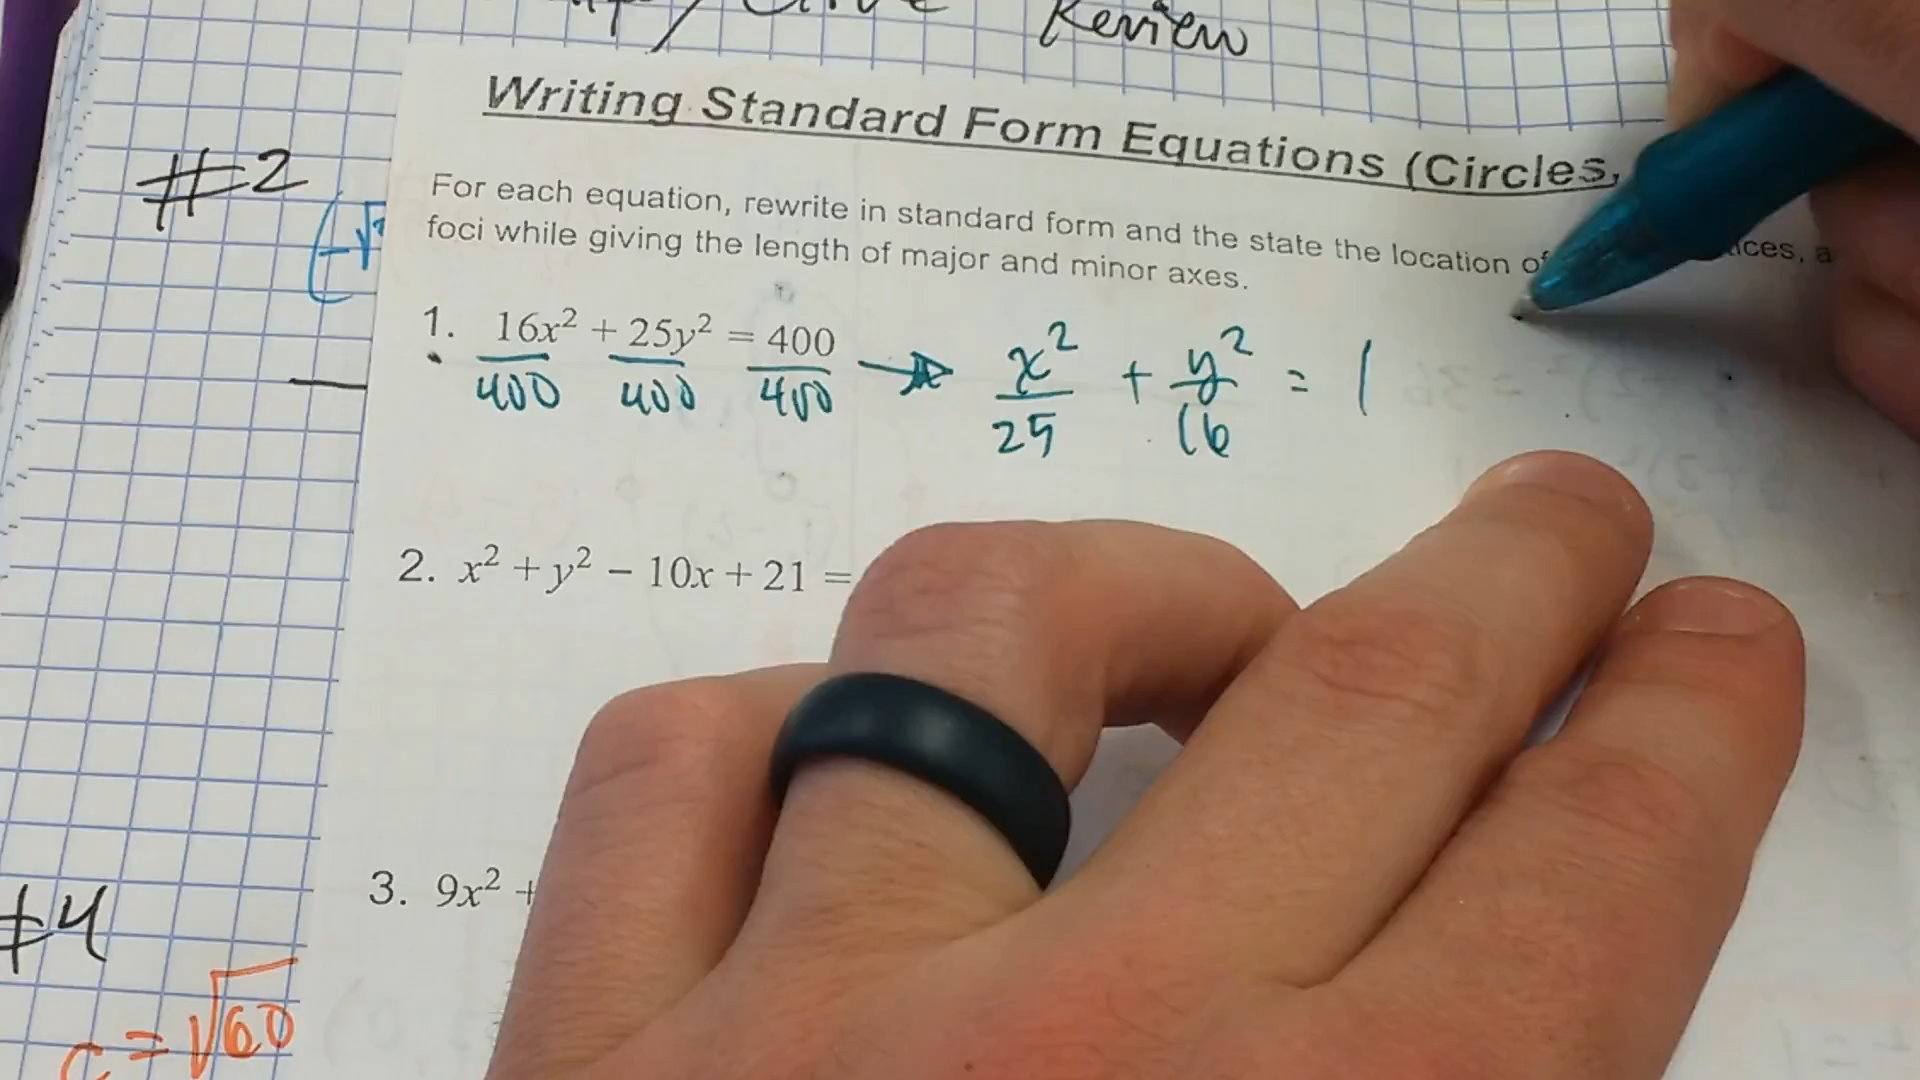 Review
#2
Writing Standard Form Equations (Circles,
For each equation, rewrite in standard form and the state the location of
foci while giving the length of major and minor axes.
1. 16x² + 25y² = 400
400 400 400 → x²/25 + y²/16 = 1
2. x² + y² − 10x + 21 =
3. 9x² +
#4
c = √60